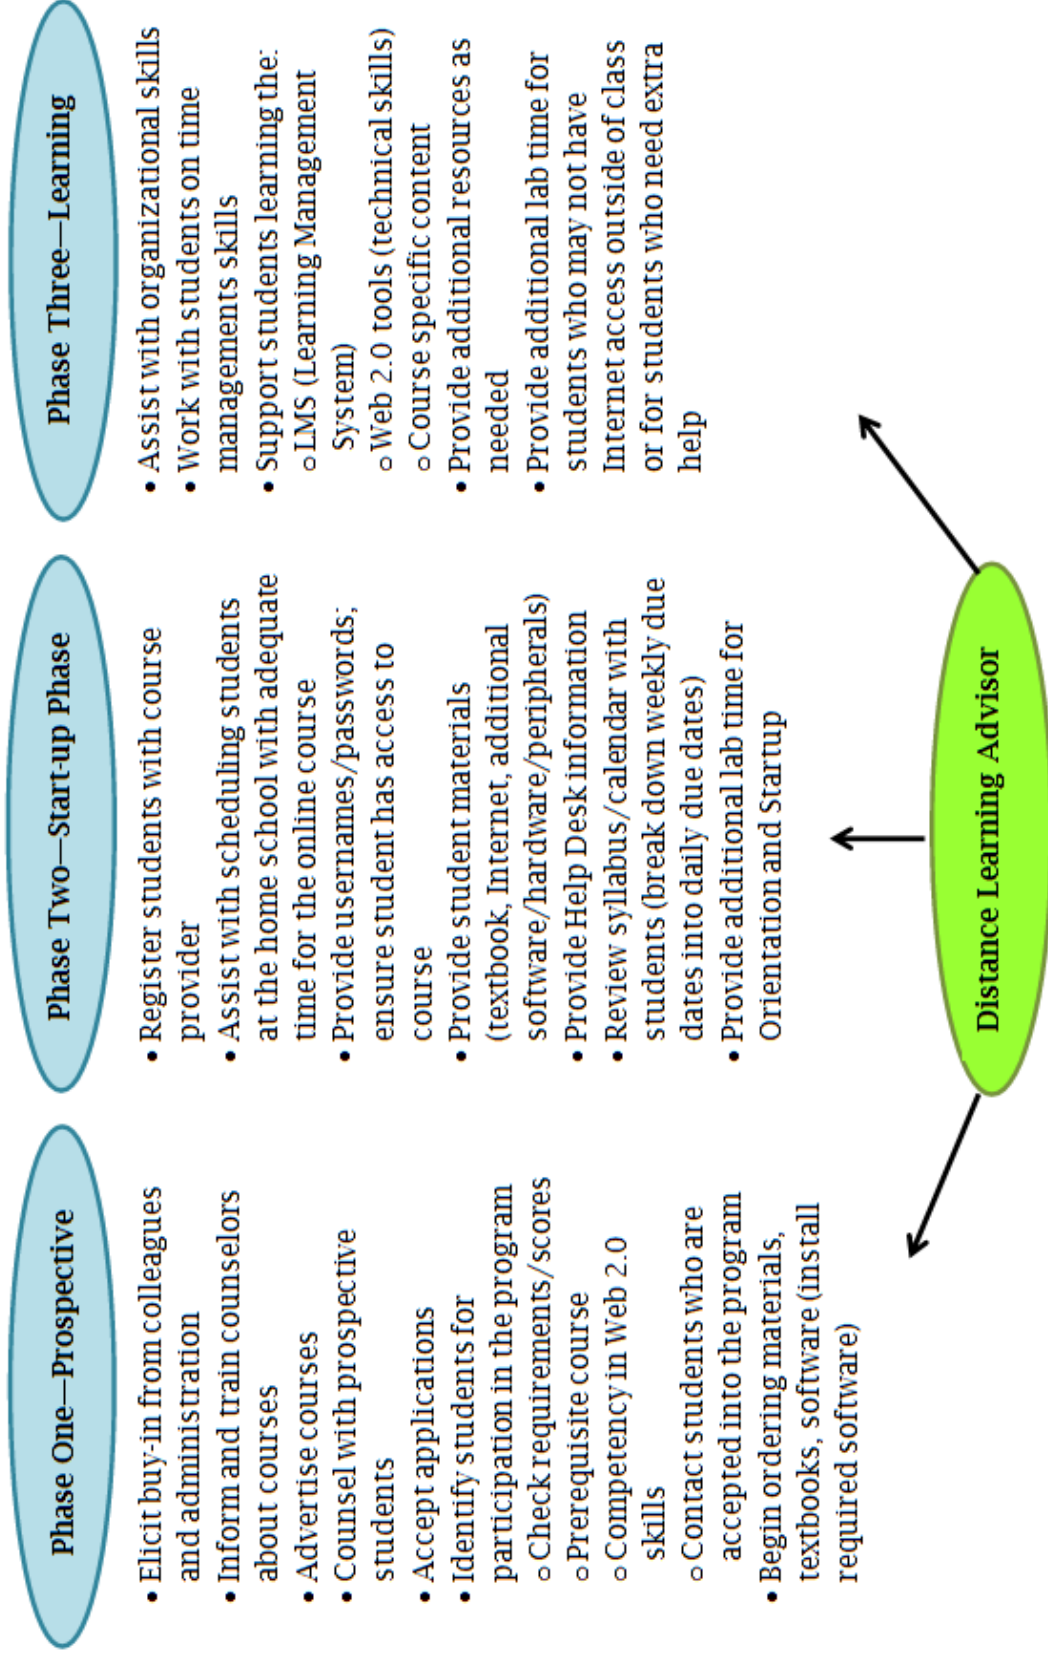 Phase One—Prospective
• Elicit buy-in from colleagues
and administration
• Inform and train counselors
about courses
• Advertise courses
• Counsel with prospective
students
• Accept applications
• Identify students for
participation in the program
o Check requirements/scores
o Prerequisite course
o Competency in Web 2.0
skills
o Contact students who are
accepted into the program
• Begin ordering materials,
textbooks, software (install
required software)
Phase Two—Start-up Phase
• Register students with course
provider
• Assist with scheduling students
at the home school with adequate
time for the online course
• Provide usernames/passwords;
ensure student has access to
course
• Provide student materials
(textbook, Internet, additional
software/hardware/peripherals)
• Provide Help Desk information
• Review syllabus/calendar with
students (break down weekly due
dates into daily due dates)
• Provide additional lab time for
Orientation and Startup
Phase Three—Learning
• Assist with organizational skills
• Work with students on time
managements skills
• Support students learning the:
o LMS (Learning Management
System)
o Web 2.0 tools (technical skills)
o Course specific content
• Provide additional resources as
needed
• Provide additional lab time for
students who may not have
Internet access outside of class
or for students who need extra
help
Distance Learning Advisor